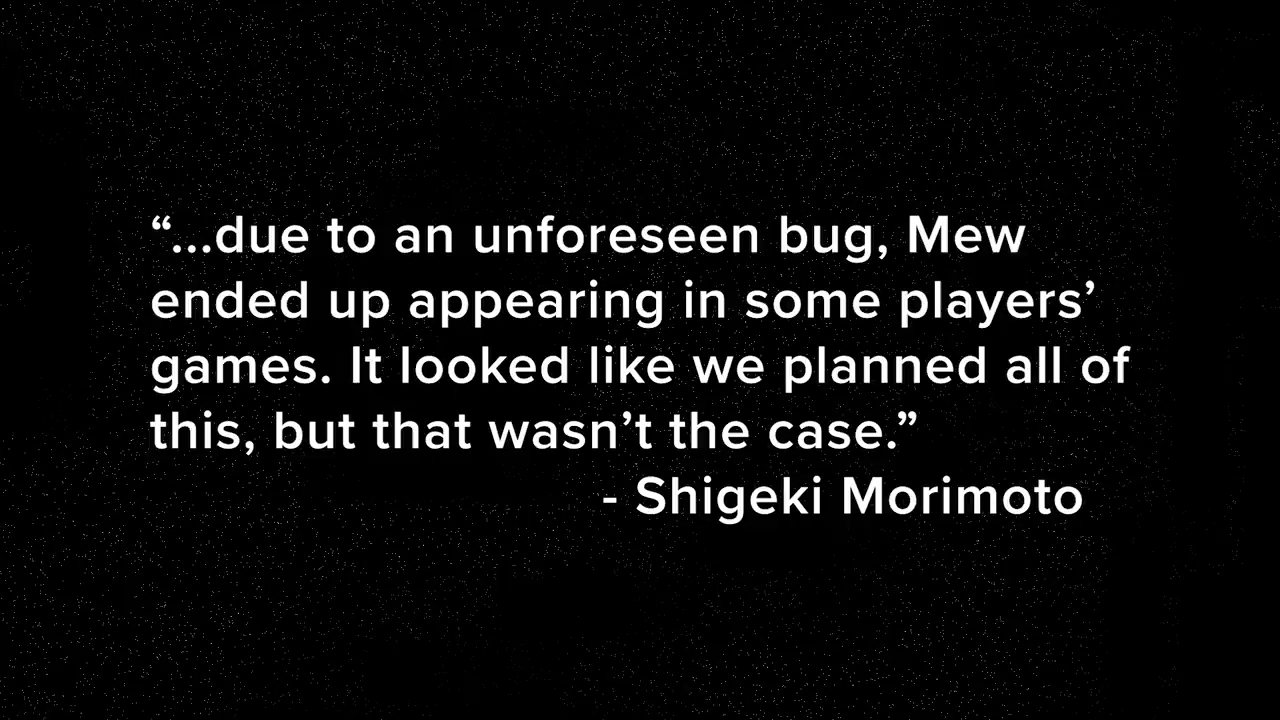 “...due to an unforeseen bug, Mew
ended up appearing in some players’
games. It looked like we planned all of
this, but that wasn’t the case.”
- Shigeki Morimoto